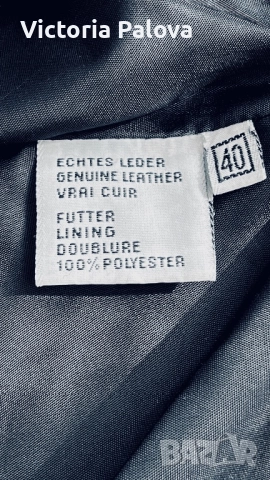 Victoria Palova
ECHTES LEDER
GENUINE LEATHER
VRAI CUIR
FUTTER
LINING
DOUBLURE
100% POLYESTER
40
BAZAR